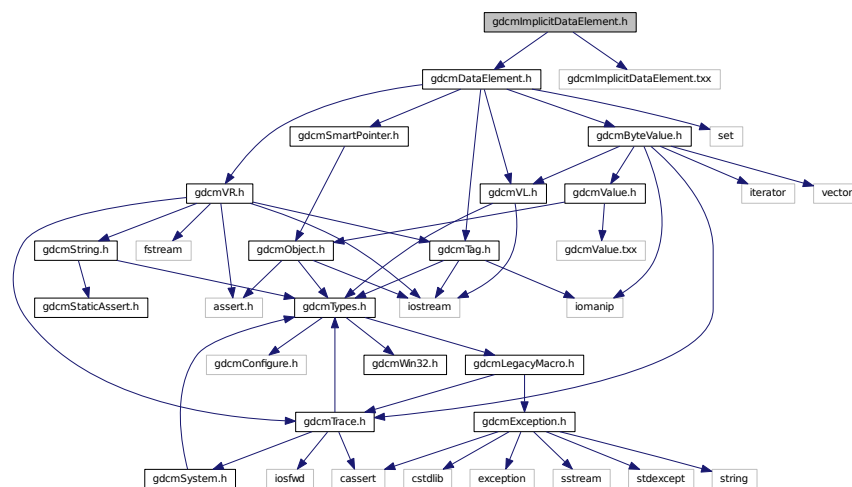 gdcmImplicitDataElement.h
gdcmDataElement.h
gdcmImplicitDataElement.txx
gdcmSmartPointer.h
gdcmByteValue.h
set
gdcmVR.h
gdcmVL.h
gdcmValue.h
iterator
vector
gdcmString.h
fstream
gdcmObject.h
gdcmTag.h
gdcmValue.txx
gdcmStaticAssert.h
assert.h
gdcmTypes.h
iostream
iomanip
gdcmConfigure.h
gdcmWin32.h
gdcmLegacyMacro.h
gdcmTrace.h
gdcmException.h
gdcmSystem.h
iosfwd
cassert
cstdlib
exception
sstream
stdexcept
string